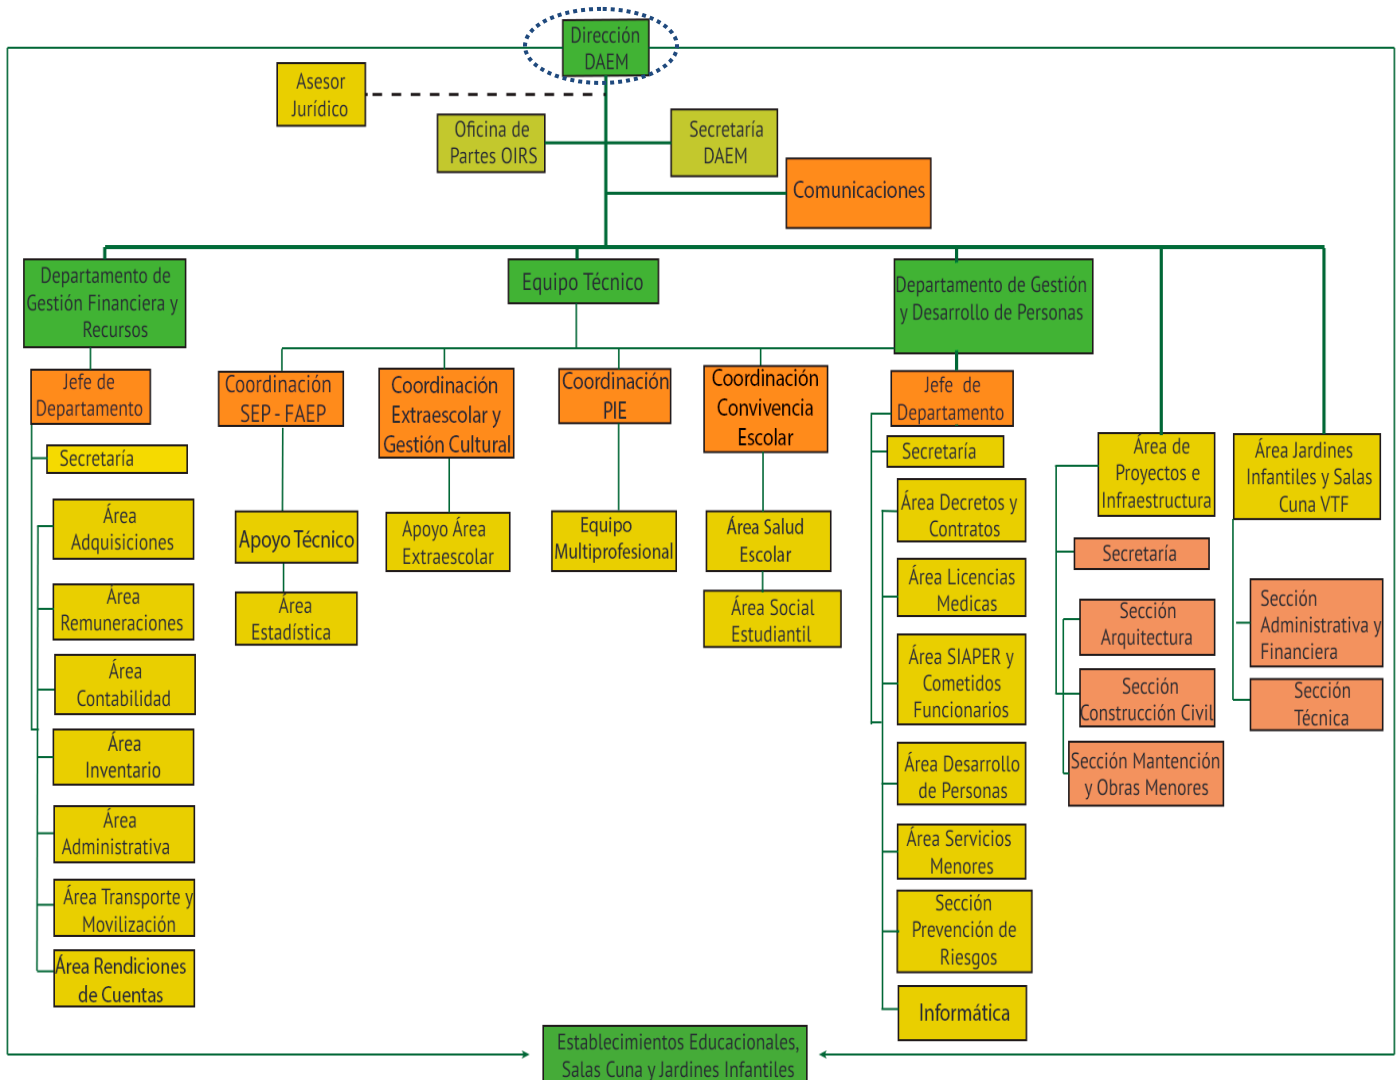 Dirección
DAEM
Asesor
Jurídico
Oficina de
Partes OIRS
Secretaría
DAEM
Comunicaciones
Departamento de
Gestión Financiera y
Recursos
Equipo Técnico
Departamento de Gestión
y Desarrollo de Personas
Jefe de
Departamento
Secretaría
Área
Adquisiciones
Área
Remuneraciones
Área
Contabilidad
Área
Inventario
Área
Administrativa
Área Transporte y
Movilización
Área Rendiciones
de Cuentas
Coordinación
SEP - FAEP
Apoyo Técnico
Área
Estadística
Coordinación
Extraescolar y
Gestión Cultural
Apoyo Área
Extraescolar
Coordinación
PIE
Equipo
Multiprofesional
Coordinación
Convivencia
Escolar
Área Salud
Escolar
Área Social
Estudiantil
Jefe de
Departamento
Secretaría
Área Decretos y
Contratos
Área Licencias
Medicas
Área SIAPER y
Cometidos
Funcionarios
Área Desarrollo
de Personas
Área Servicios
Menores
Sección
Prevención de
Riesgos
Informática
Área de
Proyectos e
Infraestructura
Secretaría
Sección
Arquitectura
Sección
Construcción Civil
Sección Mantención
y Obras Menores
Área Jardines
Infantiles y Salas
Cuna VTF
Sección
Administrativa y
Financiera
Sección
Técnica
Establecimientos Educacionales,
Salas Cuna y Jardines Infantiles